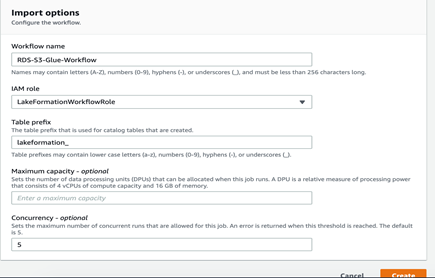 Import options
Configure the workflow.
Workflow name
RDS-S3-Glue-Workflow
Names may contain letters (A-Z), numbers (0-9), hyphens (-), or underscores (_), and must be less than 256 characters long.
IAM role
LakeFormationWorkflowRole
Table prefix
The table prefix that is used for catalog tables that are created.
lakeformation_
Table prefixes may contain lower case letters (a-z), numbers (0-9), hyphens (-), or underscores (_).
Maximum capacity - optional
Sets the number of data processing units (DPUs) that can be allocated when this job runs. A DPU is a relative measure of processing power
that consists of 4 vCPUs of compute capacity and 16 GB of memory.
Enter a maximum capacity
Concurrency - optional
Sets the maximum number of concurrent runs that are allowed for this job. An error is returned when this threshold is reached. The default
is 5.
5
Cancel Create